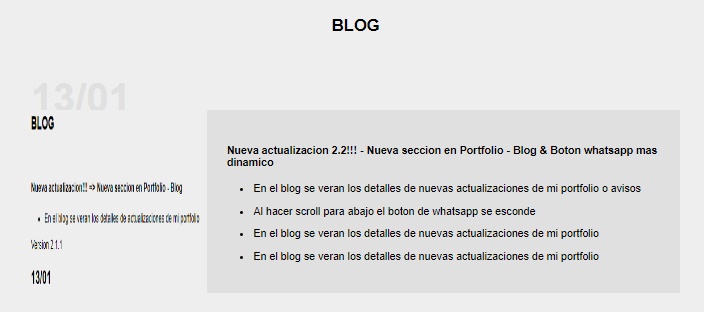 BLOG
13/01
BLOG
Nueva actualizacion!!! => Nueva seccion en Portfolio - Blog
• En el blog se veran los detalles de actualizaciones de mi portfolio
Version 2.1.1
13/01
Nueva actualizacion 2.2!!! - Nueva seccion en Portfolio - Blog & Boton whatsapp mas
dinamico
• En el blog se veran los detalles de nuevas actualizaciones de mi portfolio o avisos
• Al hacer scroll para abajo el boton de whatsapp se esconde
• En el blog se veran los detalles de nuevas actualizaciones de mi portfolio
• En el blog se veran los detalles de nuevas actualizaciones de mi portfolio